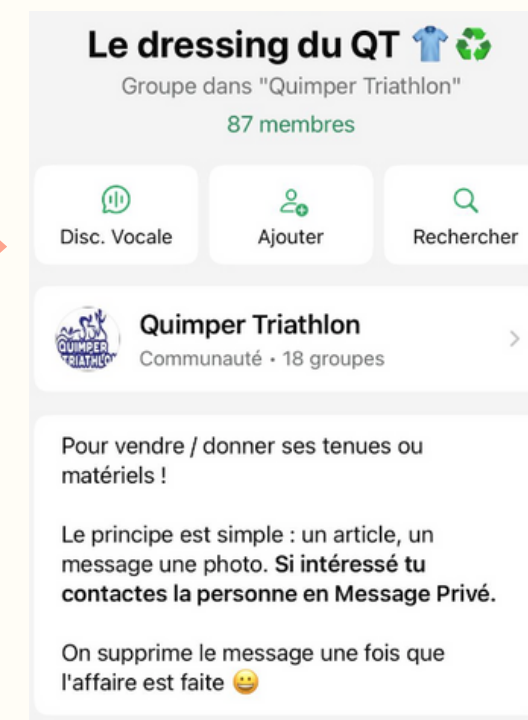 Le dressing du QT 👕♻️
Groupe dans "Quimper Triathlon"
87 membres
Disc. Vocale
Ajouter
Rechercher
QUIMPER
TRIATHLON
Quimper Triathlon
Communauté • 18 groupes
Pour vendre / donner ses tenues ou
matériels !
Le principe est simple : un article, un
message une photo. Si intéressé tu
contactes la personne en Message Privé.
On supprime le message une fois que
l'affaire est faite 😀